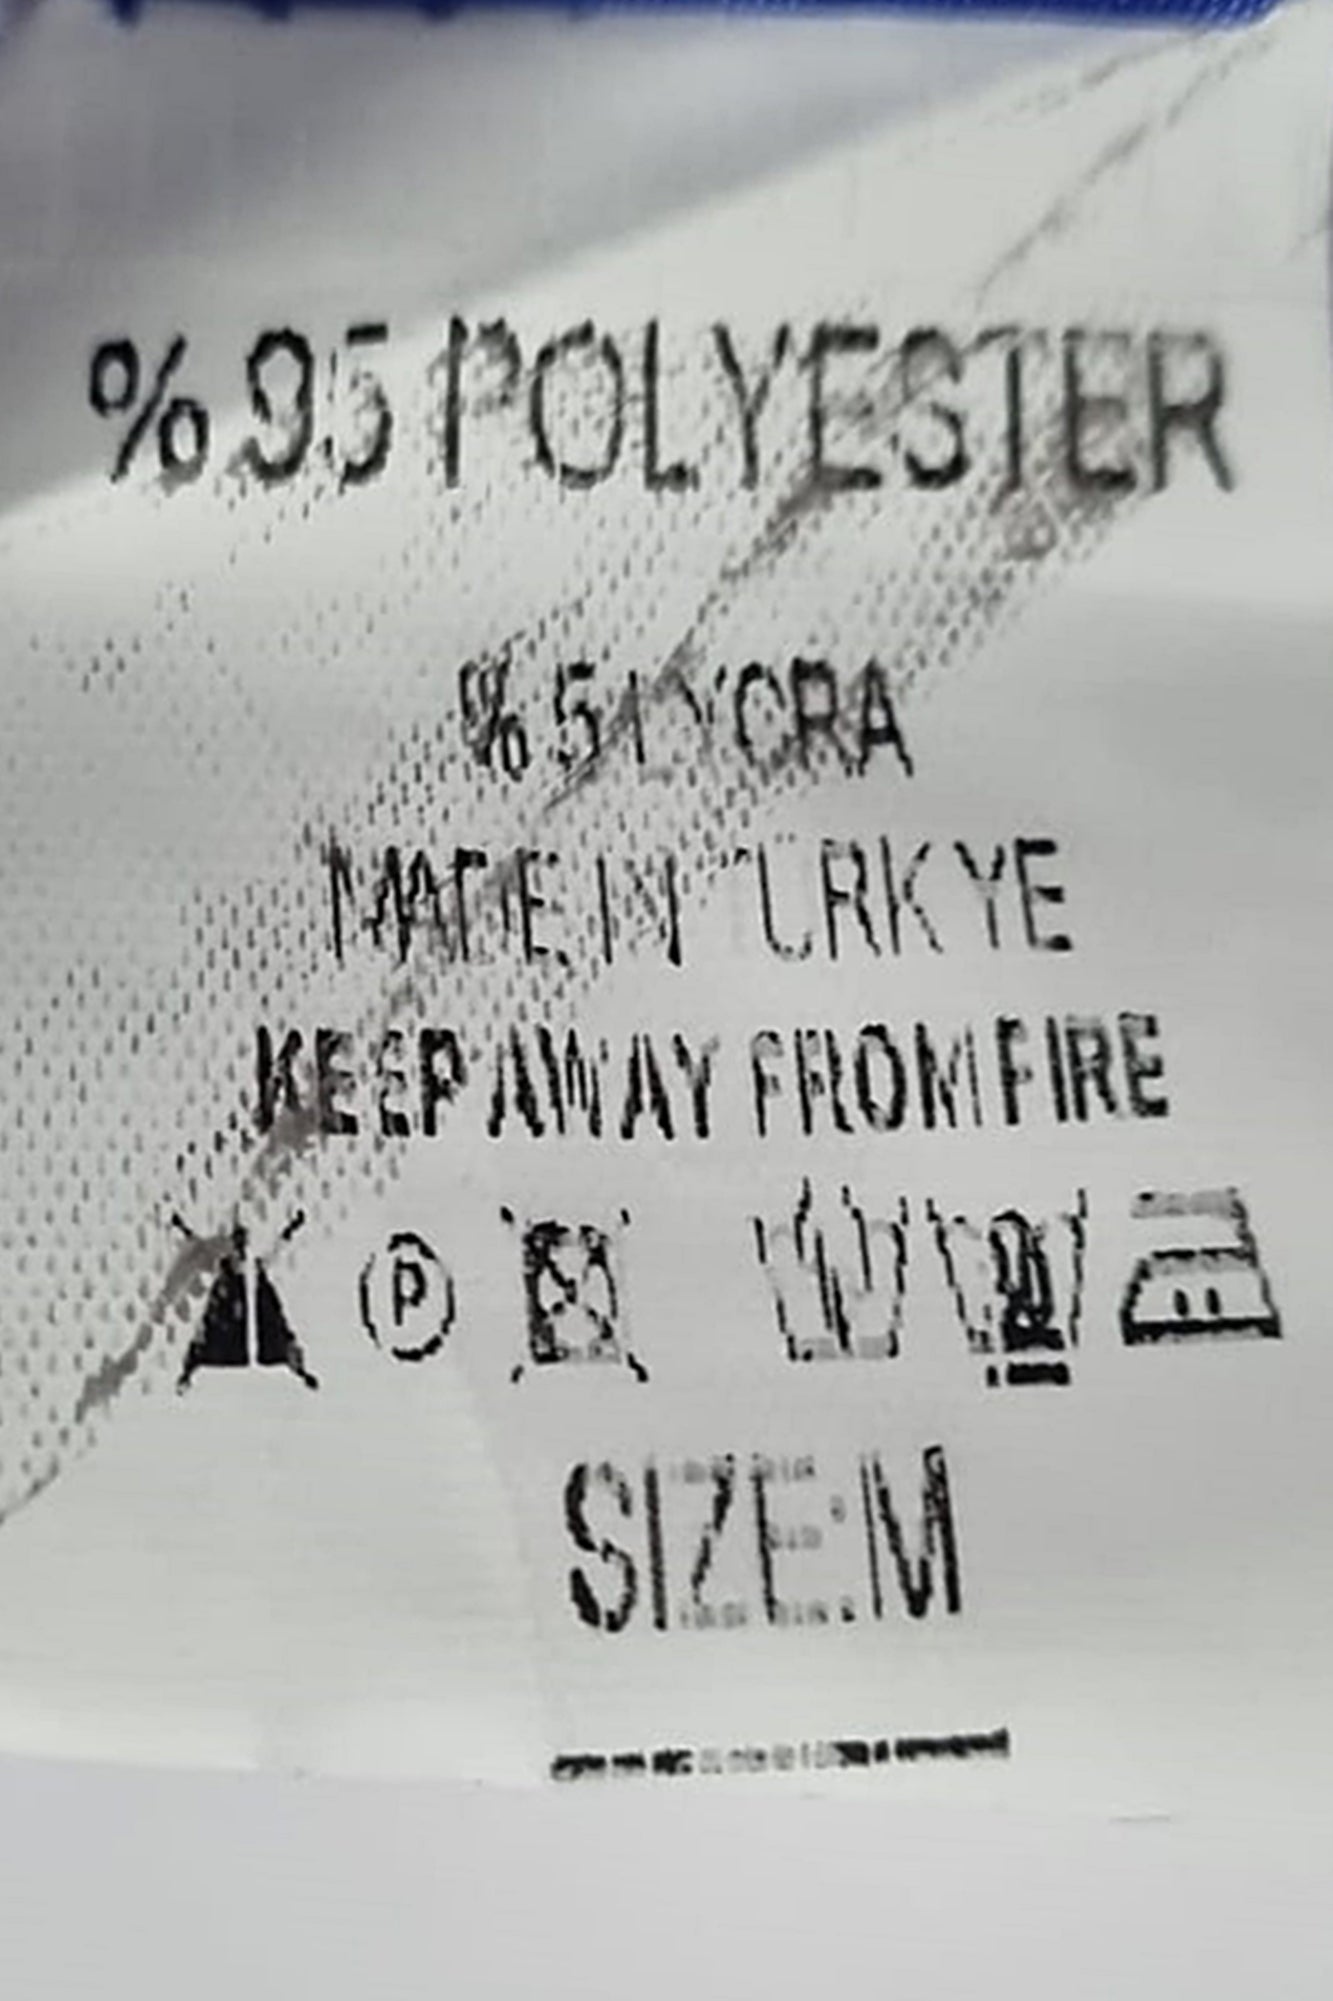 %95 POLYESTER
%5 LYCRA
MADE IN TURKYE
KEEP AWAY FROM FIRE
P
SIZE:M